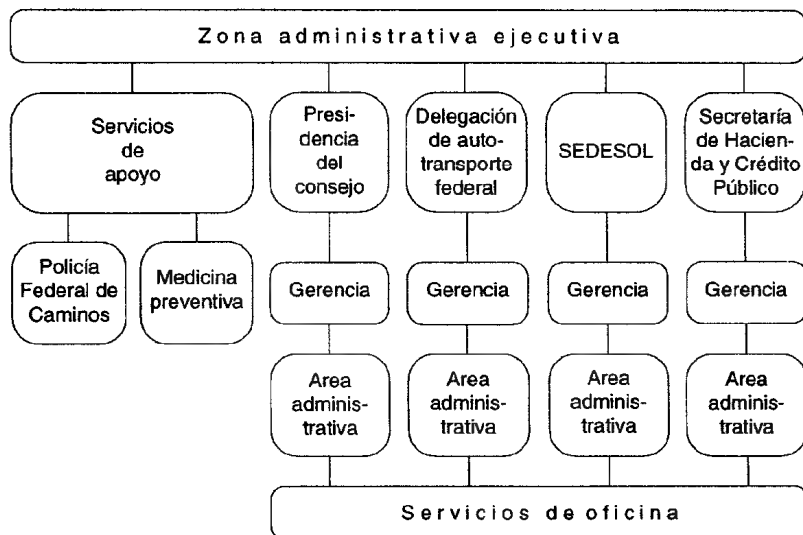 Zona administrativa ejecutiva
Servicios
de
apoyo
Presi-
dencia
del
consejo
Delegación
de auto-
transporte
federal
SEDESOL
Secretaría
de Hacien-
da y Crédito
Público
Policía
Federal de
Caminos
Medicina
preventiva
Gerencia
Gerencia
Gerencia
Gerencia
Area
adminis-
trativa
Area
adminis-
trativa
Area
adminis-
trativa
Area
adminis-
trativa
Servicios de oficina